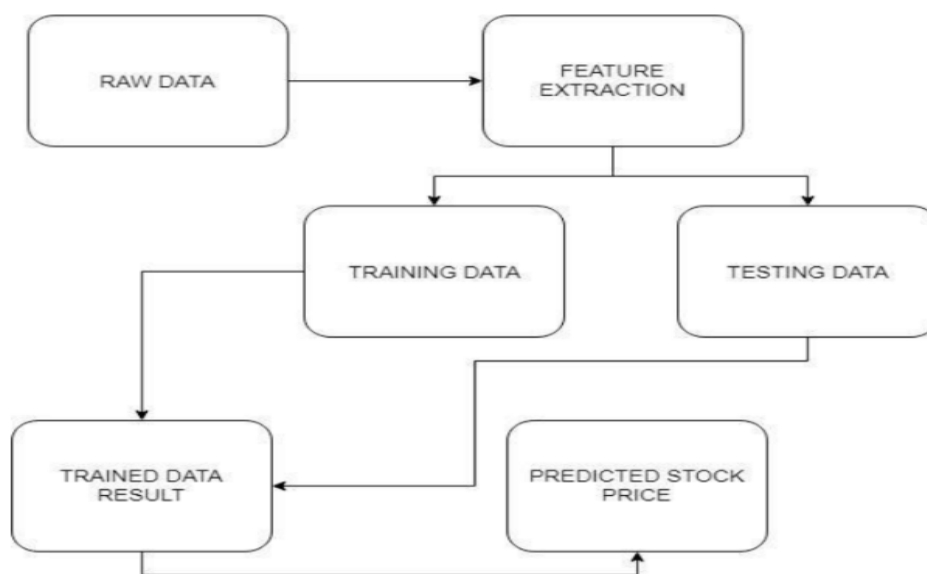 RAW DATA
FEATURE
EXTRACTION
TRAINING DATA
TESTING DATA
TRAINED DATA
RESULT
PREDICTED STOCK
PRICE